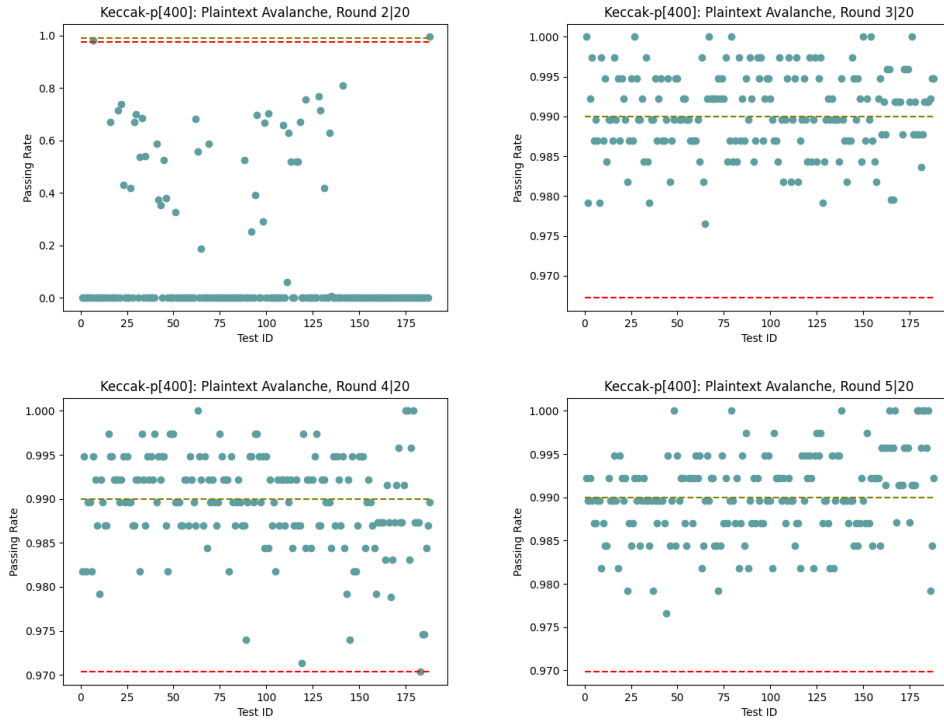 Keccak-p[400]: Plaintext Avalanche, Round 2|20
Passing Rate
1.0
0.8
0.6
0.4
0.2
0.0
0 25 50 75 100 125 150 175
Test ID
Keccak-p[400]: Plaintext Avalanche, Round 3|20
Passing Rate
1.000
0.995
0.990
0.985
0.980
0.975
0.970
0 25 50 75 100 125 150 175
Test ID
Keccak-p[400]: Plaintext Avalanche, Round 4|20
Passing Rate
1.000
0.995
0.990
0.985
0.980
0.975
0.970
0 25 50 75 100 125 150 175
Test ID
Keccak-p[400]: Plaintext Avalanche, Round 5|20
Passing Rate
1.000
0.995
0.990
0.985
0.980
0.975
0.970
0 25 50 75 100 125 150 175
Test ID